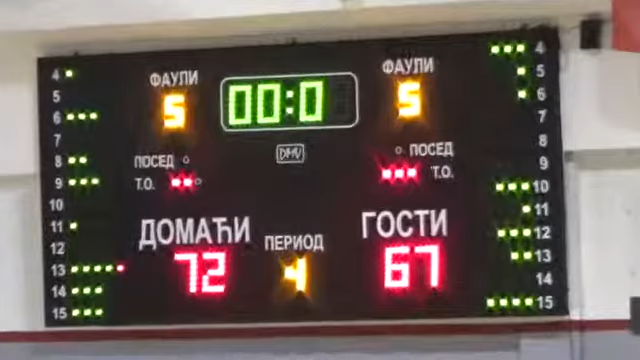 ФАУЛИ ФАУЛИ
5 00:0 5
DMV
ПОСЕД ПОСЕД
Т.О. Т.О.
ДОМАЋИ ПЕРИОД ГОСТИ
72 4 67
4 4
5 5
6 6
7 7
8 8
9 9
10 10
11 11
12 12
13 13
14 14
15 15